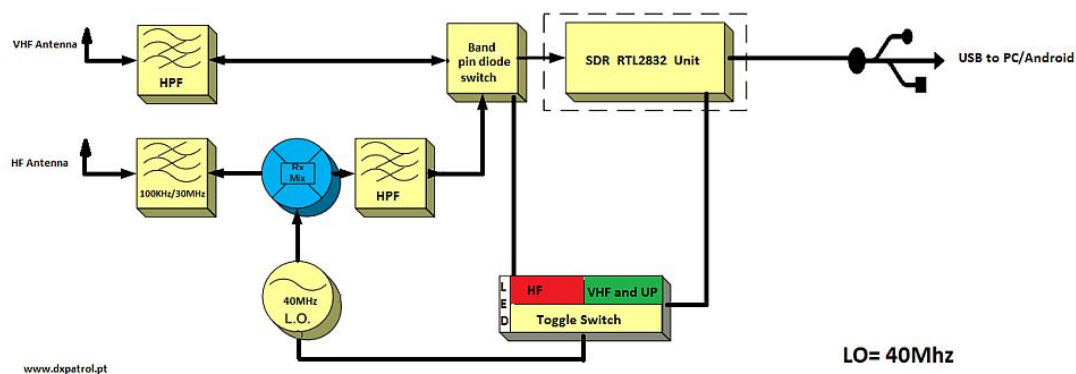 VHF Antenna
HPF
Band
pin diode
switch
SDR RTL2832 Unit
USB to PC/Android
HF Antenna
100KHz/30MHz
Rx
Mix
HPF
40MHz
L.O.
L
E
D
HF
VHF and UP
Toggle Switch
LO= 40Mhz
www.dxpatrol.pt